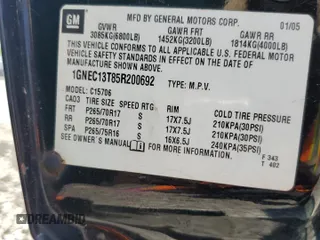 GM
MFD BY GENERAL MOTORS CORP. 01/05
GVWR GAWR FRT GAWR RR
3085KG(6800LB) 1452KG(3200LB) 1814KG(4000LB)
THIS VEHICLE CONFORMS TO ALL APPLICABLE U.S. FEDERAL MOTOR
VEHICLE SAFETY STANDARDS IN EFFECT ON THE DATE OF
MANUFACTURE SHOWN ABOVE.
1GNEC13T85R200692 TYPE: M.P.V.
MODEL: C15706
CA03 TIRE SIZE SPEED RTG RIM COLD TIRE PRESSURE
FRT P265/70R17 S 17X7.5J 210KPA(30PSI)
RR P265/70R17 S 17X7.5J 210KPA(30PSI)
SPA P265/75R16 S 16X6.5J 240KPA(35PSI)
SEE OWNER'S MANUAL FOR ADDITIONAL INFORMATION
F 343
T 402
DREAMBID